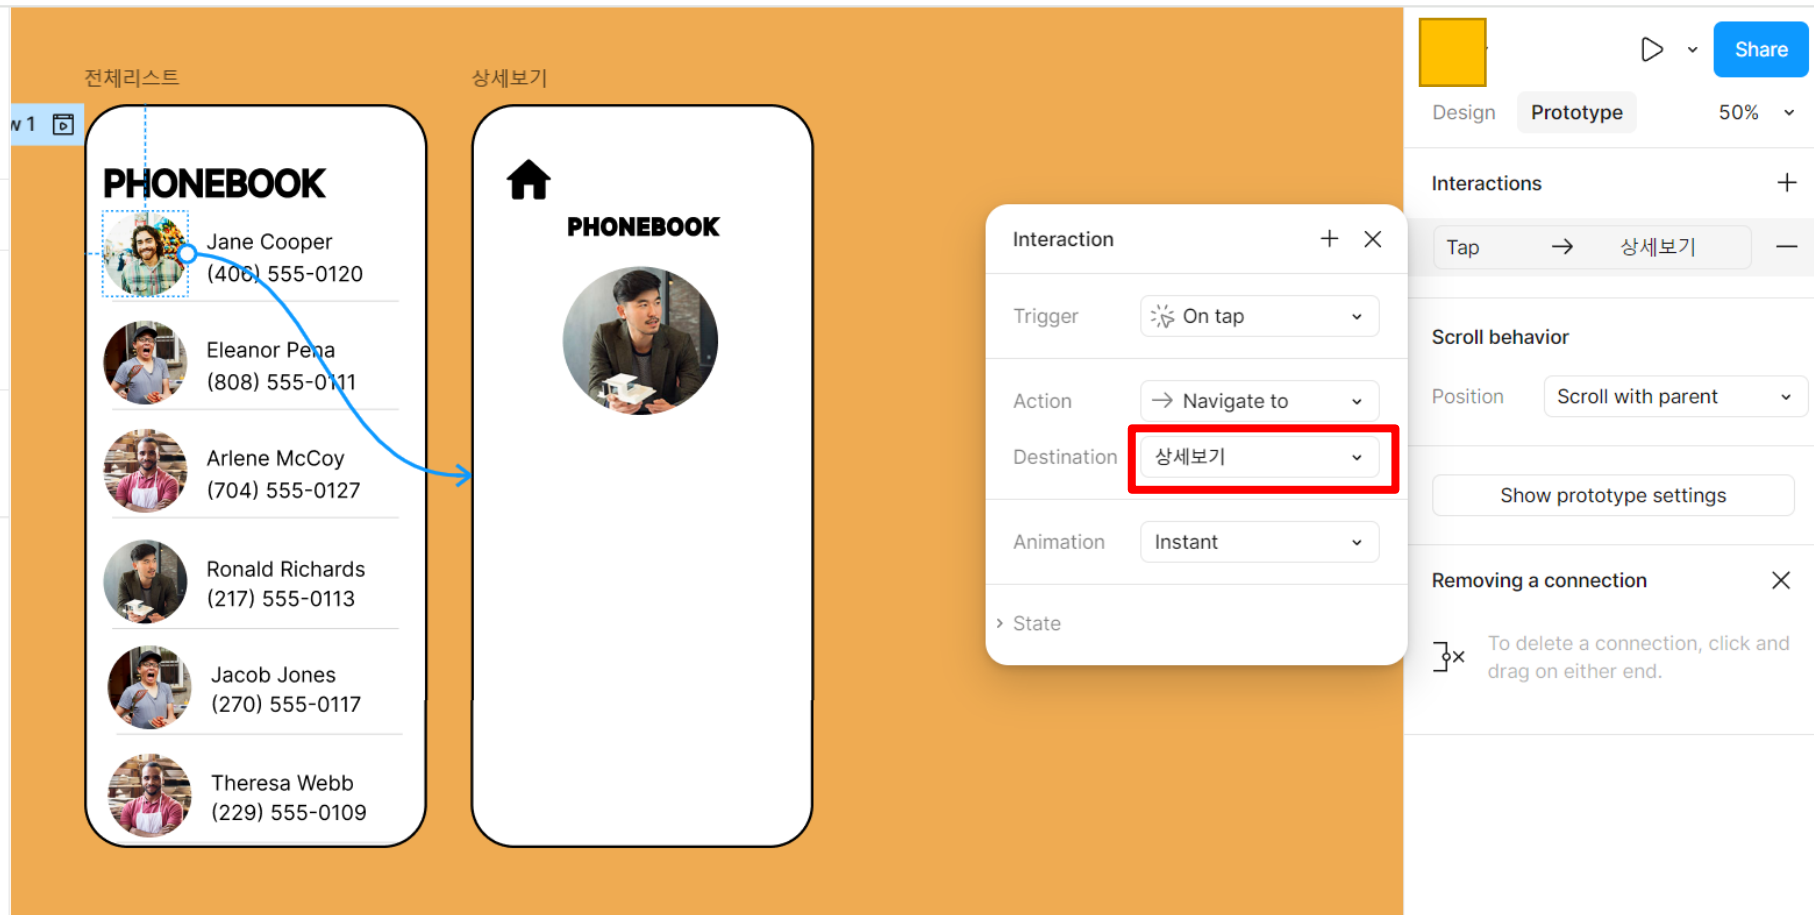 전체리스트
상세보기
w 1
PHONEBOOK
Jane Cooper
(406) 555-0120
Eleanor Pena
(808) 555-0111
Arlene McCoy
(704) 555-0127
Ronald Richards
(217) 555-0113
Jacob Jones
(270) 555-0117
Theresa Webb
(229) 555-0109
PHONEBOOK
Interaction
Trigger
On tap
Action
Navigate to
Destination
상세보기
Animation
Instant
State
Share
Design
Prototype
50%
Interactions
Tap
상세보기
Scroll behavior
Position
Scroll with parent
Show prototype settings
Removing a connection
To delete a connection, click and
drag on either end.